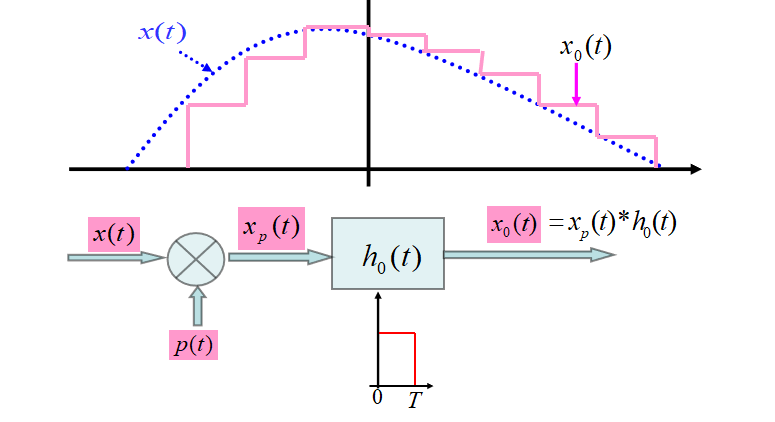 x(t)
x₀(t)
x(t)
xₚ(t)
h₀(t)
x₀(t) = xₚ(t)*h₀(t)
p(t)
0
T